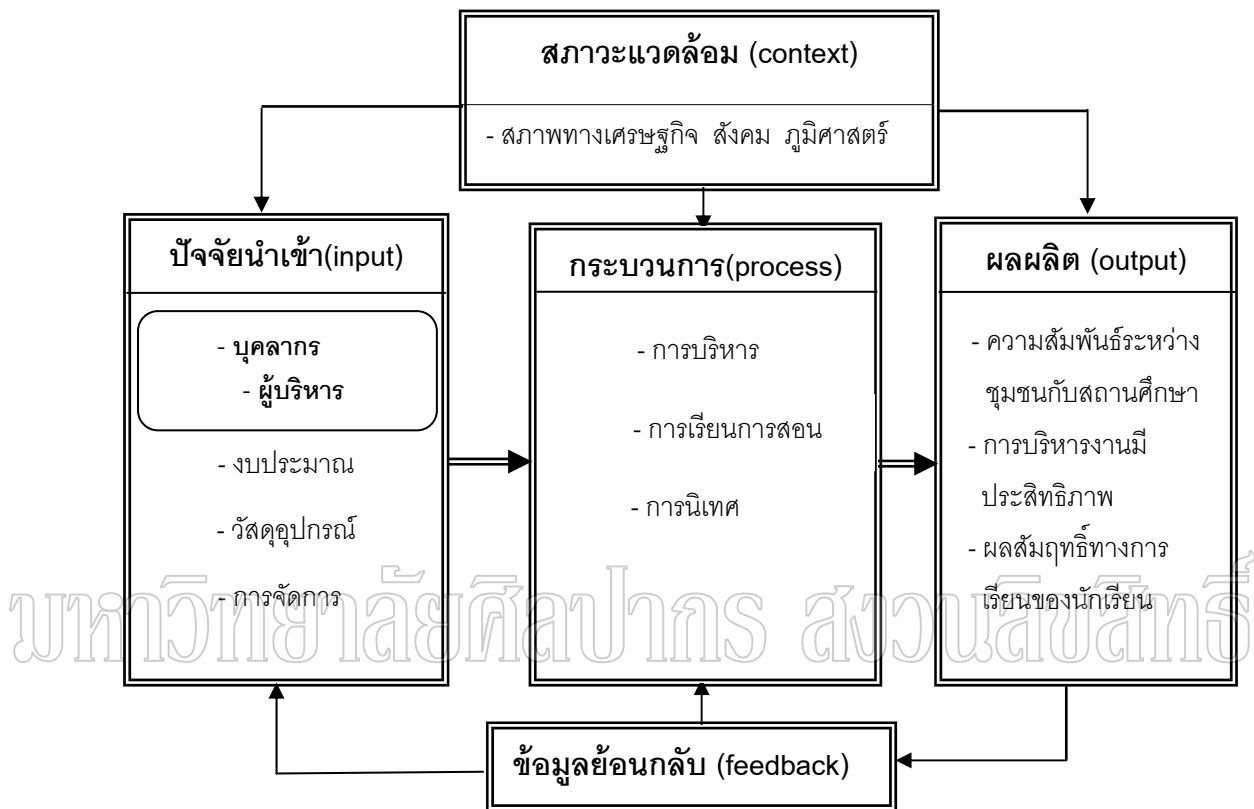 สภาวะแวดล้อม (context)
- สภาพทางเศรษฐกิจ สังคม ภูมิศาสตร์
ปัจจัยนำเข้า(input)
- บุคลากร
- ผู้บริหาร
- งบประมาณ
- วัสดุอุปกรณ์
- การจัดการ
กระบวนการ(process)
- การบริหาร
- การเรียนการสอน
- การนิเทศ
ผลผลิต (output)
- ความสัมพันธ์ระหว่าง
ชุมชนกับสถานศึกษา
- การบริหารงานมี
ประสิทธิภาพ
- ผลสัมฤทธิ์ทางการ
เรียนของนักเรียน
มหาวิทยาลัยศิลปากร สงวนลิขสิทธิ์
ข้อมูลย้อนกลับ (feedback)